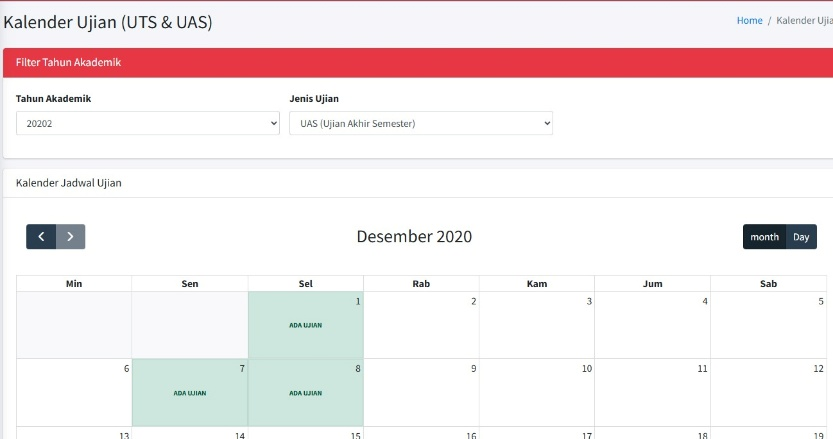 Kalender Ujian (UTS & UAS)
Home / Kalender Ujia
Filter Tahun Akademik
Tahun Akademik Jenis Ujian
20202 UAS (Ujian Akhir Semester)
Kalender Jadwal Ujian
Desember 2020 month Day
Min Sen Sel Rab Kam Jum Sab
1 2 3 4 5
ADA UJIAN
6 7 8 9 10 11 12
ADA UJIAN ADA UJIAN
13 14 15 16 17 18 19